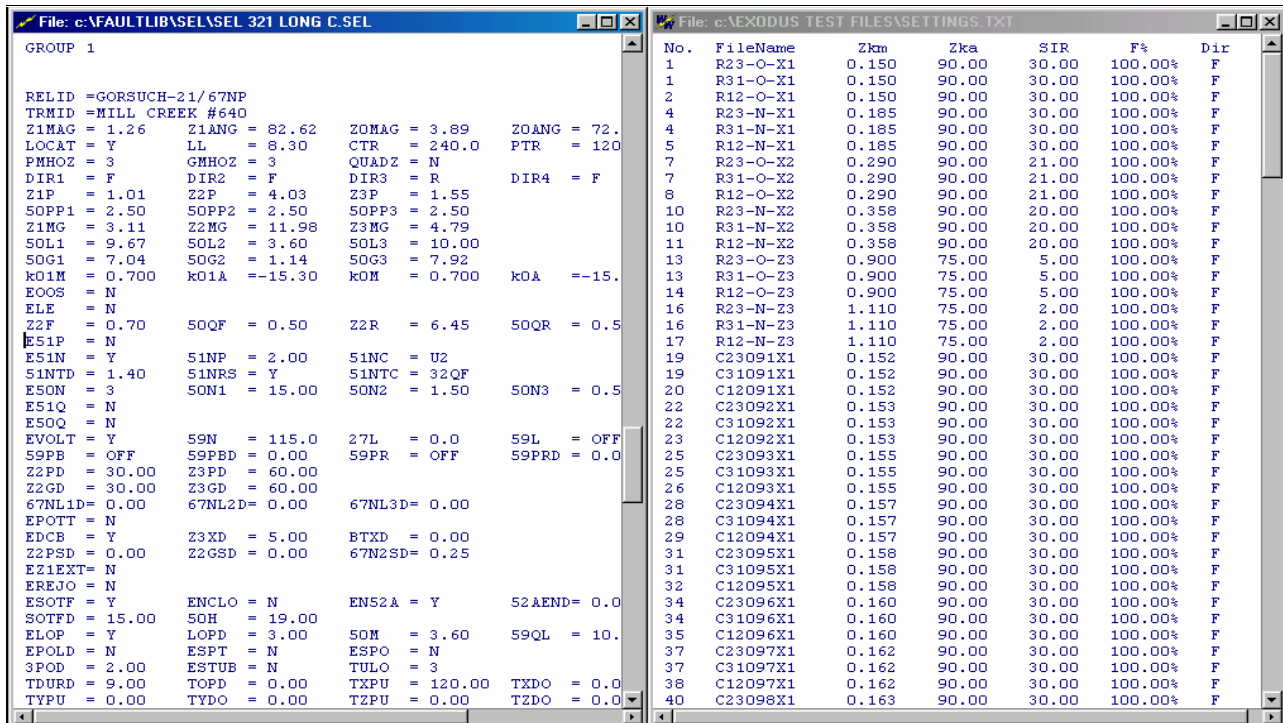 File: c:\FAULTLIB\SEL\SEL 321 LONG C.SEL
GROUP 1
RELID =GORSUCH-21/67NP
TRMID =MILL CREEK #640
Z1MAG = 1.26 Z1ANG = 82.62 Z0MAG = 3.89 Z0ANG = 72.
LOCAT = Y LL = 8.30 CTR = 240.0 PTR = 120
PMHOZ = 3 GMHOZ = 3 QUADZ = N
DIR1 = F DIR2 = F DIR3 = R DIR4 = F
Z1P = 1.01 Z2P = 4.03 Z3P = 1.55
50PP1 = 2.50 50PP2 = 2.50 50PP3 = 2.50
Z1MG = 3.11 Z2MG = 11.98 Z3MG = 4.79
50L1 = 9.67 50L2 = 3.60 50L3 = 10.00
50G1 = 7.04 50G2 = 1.14 50G3 = 7.92
k01M = 0.700 k01A =-15.30 k0M = 0.700 k0A =-15.
EOOS = N
ELE = N
Z2F = 0.70 50QF = 0.50 Z2R = 6.45 50QR = 0.5
E51P = N
E51N = Y 51NP = 2.00 51NC = U2
51NTD = 1.40 51NRS = Y 51NTC = 32QF
E50N = 3 50N1 = 15.00 50N2 = 1.50 50N3 = 0.5
E51Q = N
E50Q = N
EVOLT = Y 59N = 115.0 27L = 0.0 59L = OFF
59PB = OFF 59PBD = 0.00 59PR = OFF 59PRD = 0.0
Z2PD = 30.00 Z3PD = 60.00
Z2GD = 30.00 Z3GD = 60.00
67NL1D= 0.00 67NL2D= 0.00 67NL3D= 0.00
EPOTT = N
EDCB = Y Z3XD = 5.00 BTXD = 0.00
Z2PSD = 0.00 Z2GSD = 0.00 67N2SD= 0.25
EZ1EXT= N
EREJO = N
ESOTF = Y ENCLO = N EN52A = Y 52AEND= 0.0
SOTFD = 15.00 50H = 19.00
ELOP = Y LOPD = 3.00 50M = 3.60 59QL = 10.
EPOLD = N ESPT = N ESPO = N
3POD = 2.00 ESTUB = N TULO = 3
TDURD = 9.00 TOPD = 0.00 TXPU = 120.00 TXDO = 0.0
TYPU = 0.00 TYDO = 0.00 TZPU = 0.00 TZDO = 0.0
File: c:\EXODUS TEST FILES\SETTINGS.TXT
No. FileName Zkm Zka SIR F% Dir
1 R23-O-X1 0.150 90.00 30.00 100.00% F
1 R31-O-X1 0.150 90.00 30.00 100.00% F
2 R12-O-X1 0.150 90.00 30.00 100.00% F
4 R23-N-X1 0.185 90.00 30.00 100.00% F
4 R31-N-X1 0.185 90.00 30.00 100.00% F
5 R12-N-X1 0.185 90.00 30.00 100.00% F
7 R23-O-X2 0.290 90.00 21.00 100.00% F
7 R31-O-X2 0.290 90.00 21.00 100.00% F
8 R12-O-X2 0.290 90.00 21.00 100.00% F
10 R23-N-X2 0.358 90.00 20.00 100.00% F
10 R31-N-X2 0.358 90.00 20.00 100.00% F
11 R12-N-X2 0.358 90.00 20.00 100.00% F
13 R23-O-Z3 0.900 75.00 5.00 100.00% F
13 R31-O-Z3 0.900 75.00 5.00 100.00% F
14 R12-O-Z3 0.900 75.00 5.00 100.00% F
16 R23-N-Z3 1.110 75.00 2.00 100.00% F
16 R31-N-Z3 1.110 75.00 2.00 100.00% F
17 R12-N-Z3 1.110 75.00 2.00 100.00% F
19 C23091X1 0.152 90.00 30.00 100.00% F
19 C31091X1 0.152 90.00 30.00 100.00% F
20 C12091X1 0.152 90.00 30.00 100.00% F
22 C23092X1 0.153 90.00 30.00 100.00% F
22 C31092X1 0.153 90.00 30.00 100.00% F
23 C12092X1 0.153 90.00 30.00 100.00% F
25 C23093X1 0.155 90.00 30.00 100.00% F
25 C31093X1 0.155 90.00 30.00 100.00% F
26 C12093X1 0.155 90.00 30.00 100.00% F
28 C23094X1 0.157 90.00 30.00 100.00% F
28 C31094X1 0.157 90.00 30.00 100.00% F
29 C12094X1 0.157 90.00 30.00 100.00% F
31 C23095X1 0.158 90.00 30.00 100.00% F
31 C31095X1 0.158 90.00 30.00 100.00% F
32 C12095X1 0.158 90.00 30.00 100.00% F
34 C23096X1 0.160 90.00 30.00 100.00% F
34 C31096X1 0.160 90.00 30.00 100.00% F
35 C12096X1 0.160 90.00 30.00 100.00% F
37 C23097X1 0.162 90.00 30.00 100.00% F
37 C31097X1 0.162 90.00 30.00 100.00% F
38 C12097X1 0.162 90.00 30.00 100.00% F
40 C23098X1 0.163 90.00 30.00 100.00% F